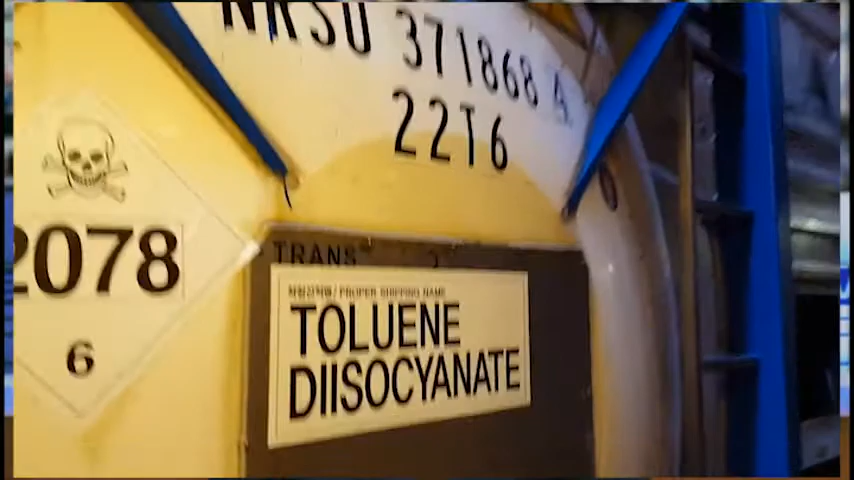 NRSU 371868
22T6
2078
6
TRANS
PROPER SHIPPING NAME
TOLUENE
DIISOCYANATE